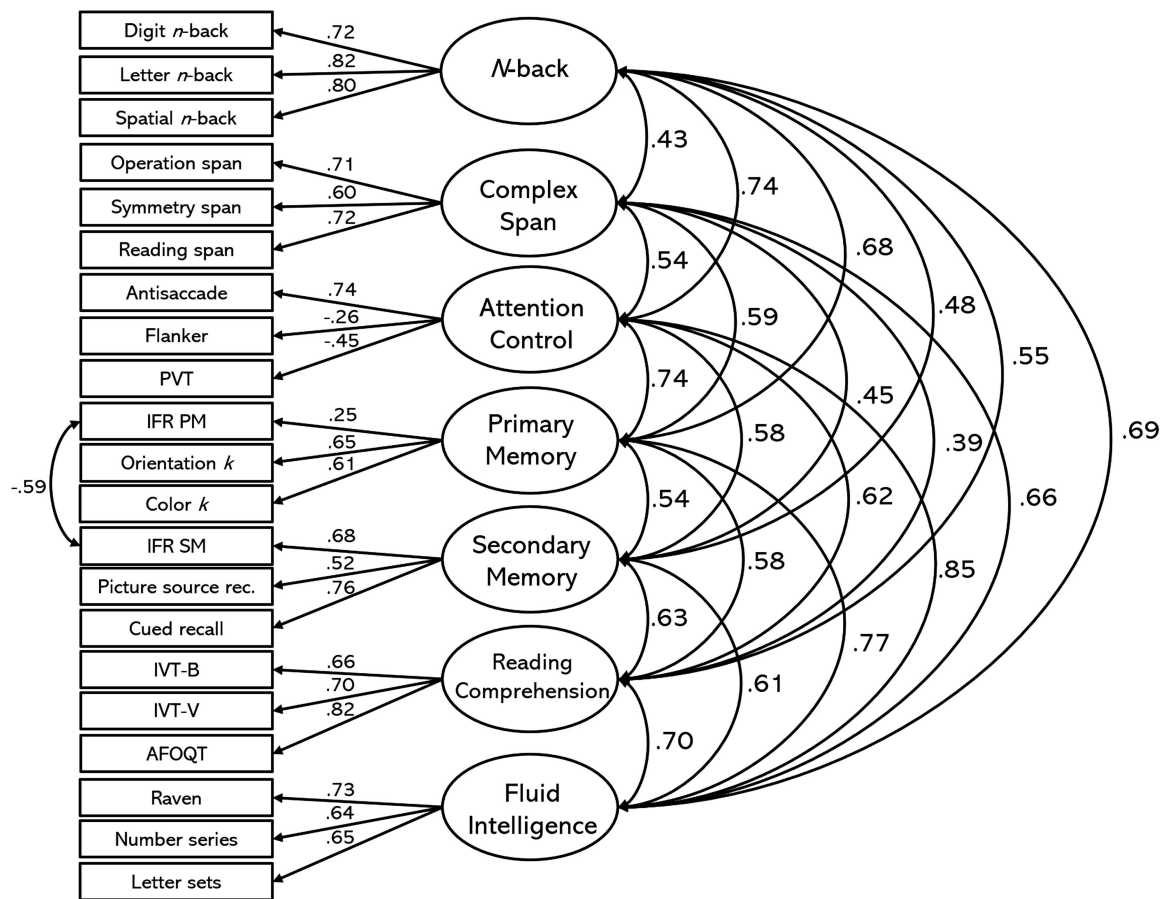 Digit n-back
Letter n-back
Spatial n-back
Operation span
Symmetry span
Reading span
Antisaccade
Flanker
PVT
IFR PM
Orientation k
Color k
IFR SM
Picture source rec.
Cued recall
IVT-B
IVT-V
AFOQT
Raven
Number series
Letter sets
-.59
.72
.82
.80
.71
.60
.72
.74
-.26
-.45
.25
.65
.61
.68
.52
.76
.66
.70
.82
.73
.64
.65
N-back
Complex
Span
Attention
Control
Primary
Memory
Secondary
Memory
Reading
Comprehension
Fluid
Intelligence
.43
.54
.74
.54
.63
.70
.74
.59
.58
.58
.61
.68
.45
.62
.77
.48
.39
.85
.55
.66
.69